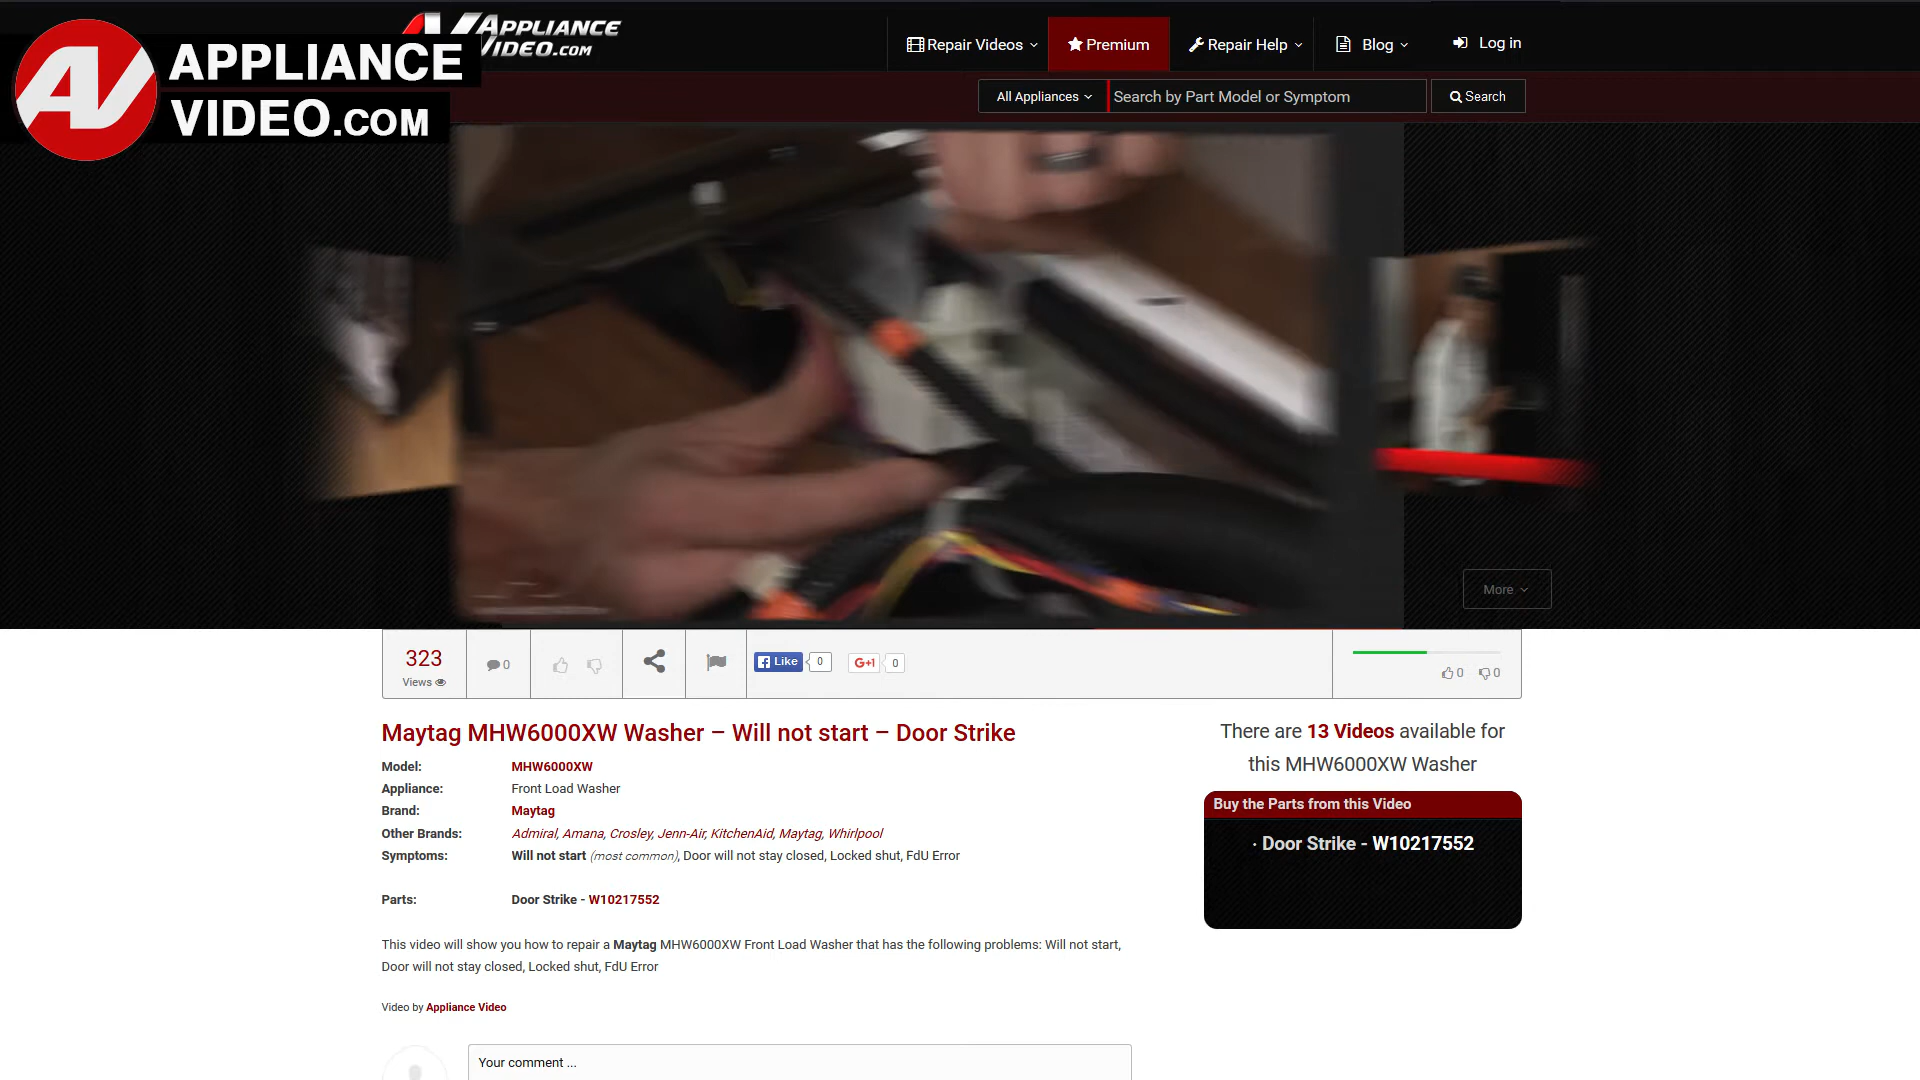 APPLIANCE
VIDEO.COM
APPLIANCE
VIDEO.COM
Repair Videos
Premium
Repair Help
Blog
Log in
All Appliances
Search by Part Model or Symptom
Search
More
323
Views
0
Like
0
G+1
0
0
0
Maytag MHW6000XW Washer – Will not start – Door Strike
Model: MHW6000XW
Appliance: Front Load Washer
Brand: Maytag
Other Brands: Admiral, Amana, Crosley, Jenn-Air, KitchenAid, Maytag, Whirlpool
Symptoms: Will not start (most common), Door will not stay closed, Locked shut, FdU Error
Parts: Door Strike - W10217552
This video will show you how to repair a Maytag MHW6000XW Front Load Washer that has the following problems: Will not start,
Door will not stay closed, Locked shut, FdU Error
Video by Appliance Video
Your comment ...
There are 13 Videos available for
this MHW6000XW Washer
Buy the Parts from this Video
· Door Strike - W10217552